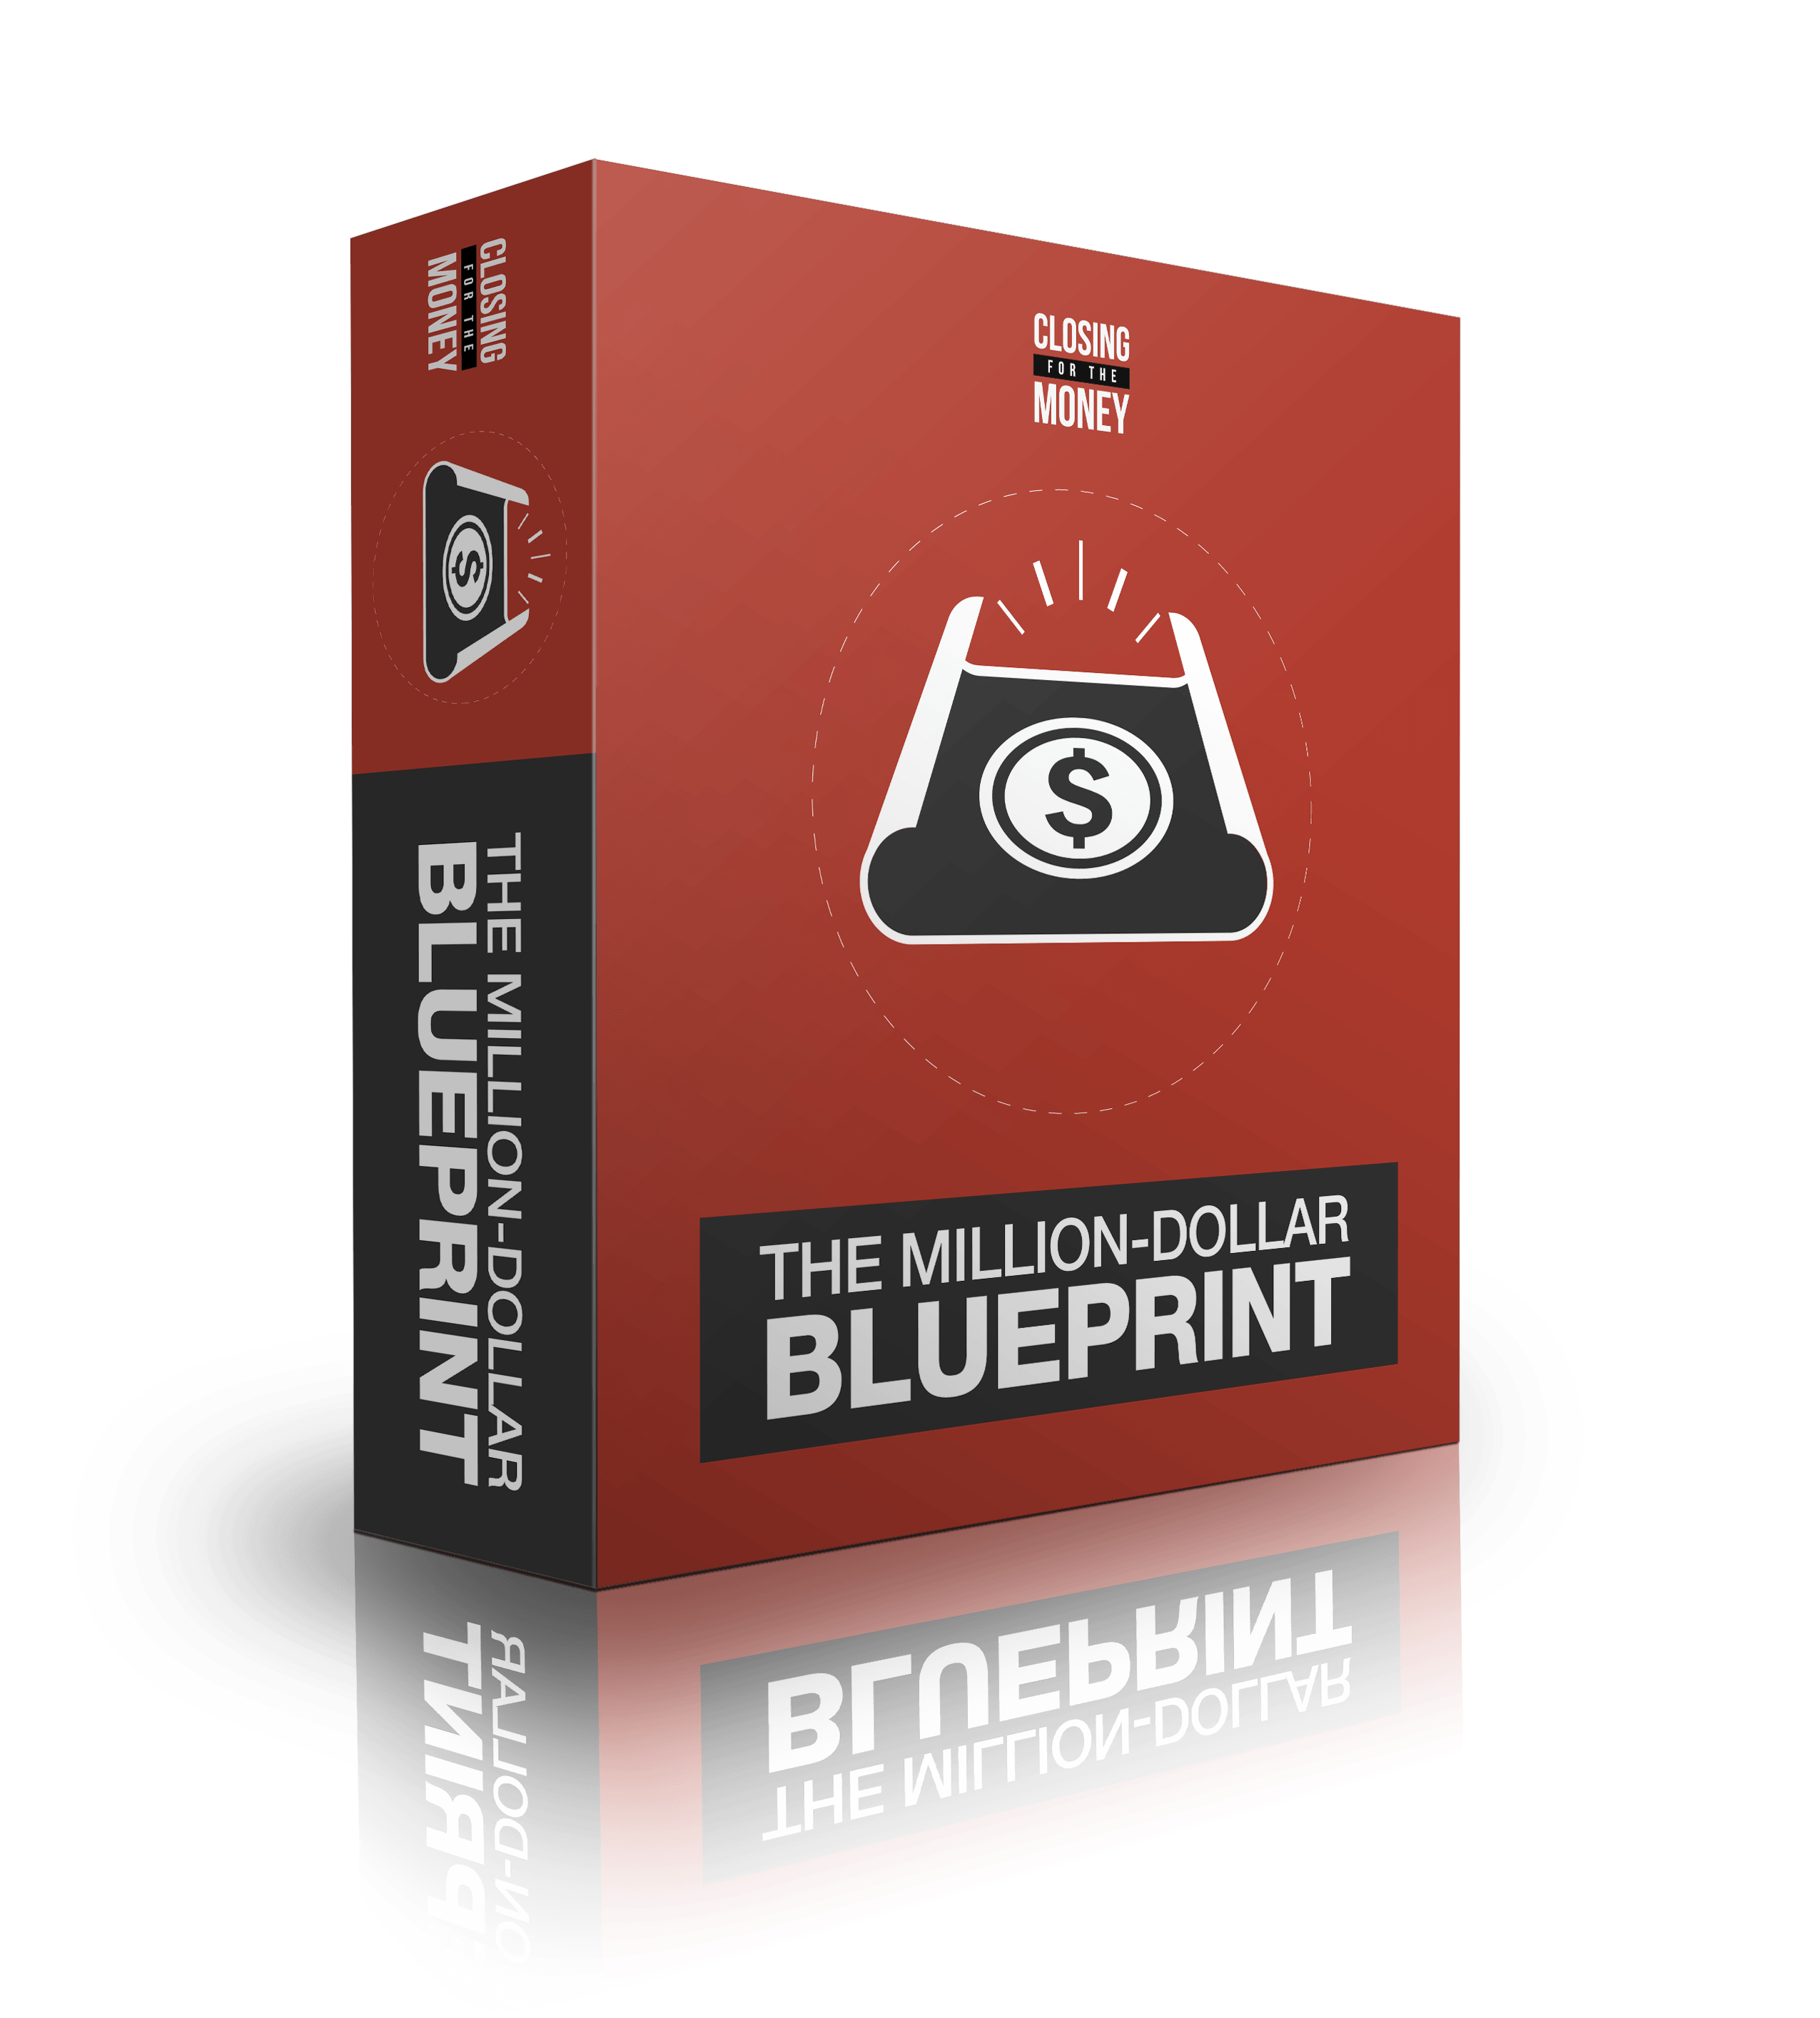 CLOSING
FOR THE
MONEY
THE MILLION-DOLLAR
BLUEPRINT
CLOSING
FOR THE
MONEY
$
THE MILLION-DOLLAR
BLUEPRINT
$